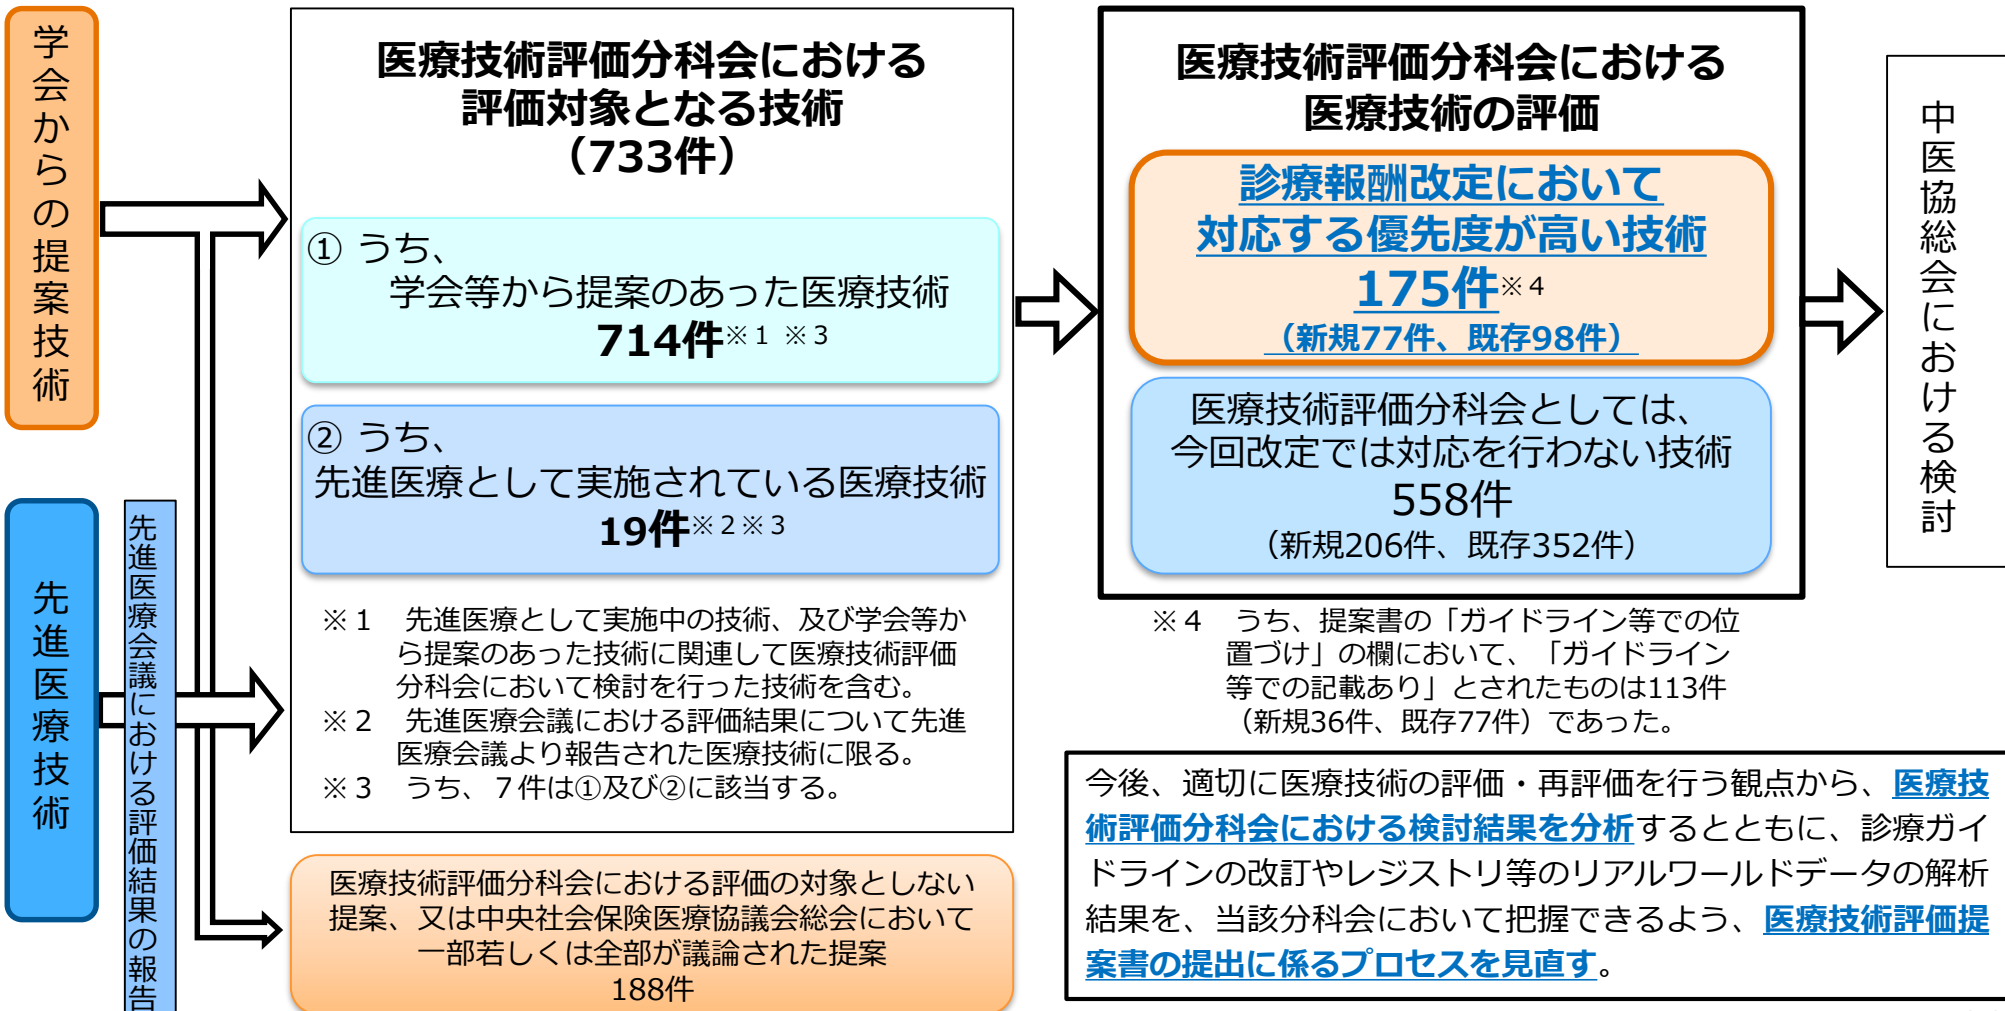 学会からの提案技術
先進医療技術
先進医療会議における評価結果の報告
医療技術評価分科会における
評価対象となる技術
（733件）
① うち、
学会等から提案のあった医療技術
714件※１ ※３
② うち、
先進医療として実施されている医療技術
19件※２※３
※１　先進医療として実施中の技術、及び学会等か
ら提案のあった技術に関連して医療技術評価
分科会において検討を行った技術を含む。
※２　先進医療会議における評価結果について先進
医療会議より報告された医療技術に限る。
※３　うち、７件は①及び②に該当する。
医療技術評価分科会における評価の対象としない
提案、又は中央社会保険医療協議会総会において
一部若しくは全部が議論された提案
188件
医療技術評価分科会における
医療技術の評価
診療報酬改定において
対応する優先度が高い技術
175件※４
（新規77件、既存98件）
医療技術評価分科会としては、
今回改定では対応を行わない技術
558件
（新規206件、既存352件）
※４　うち、提案書の「ガイドライン等での位
置づけ」の欄において、「ガイドライン
等での記載あり」とされたものは113件
（新規36件、既存77件）であった。
中医協総会における検討
今後、適切に医療技術の評価・再評価を行う観点から、医療技
術評価分科会における検討結果を分析するとともに、診療ガイ
ドラインの改訂やレジストリ等のリアルワールドデータの解析
結果を、当該分科会において把握できるよう、医療技術評価提
案書の提出に係るプロセスを見直す。